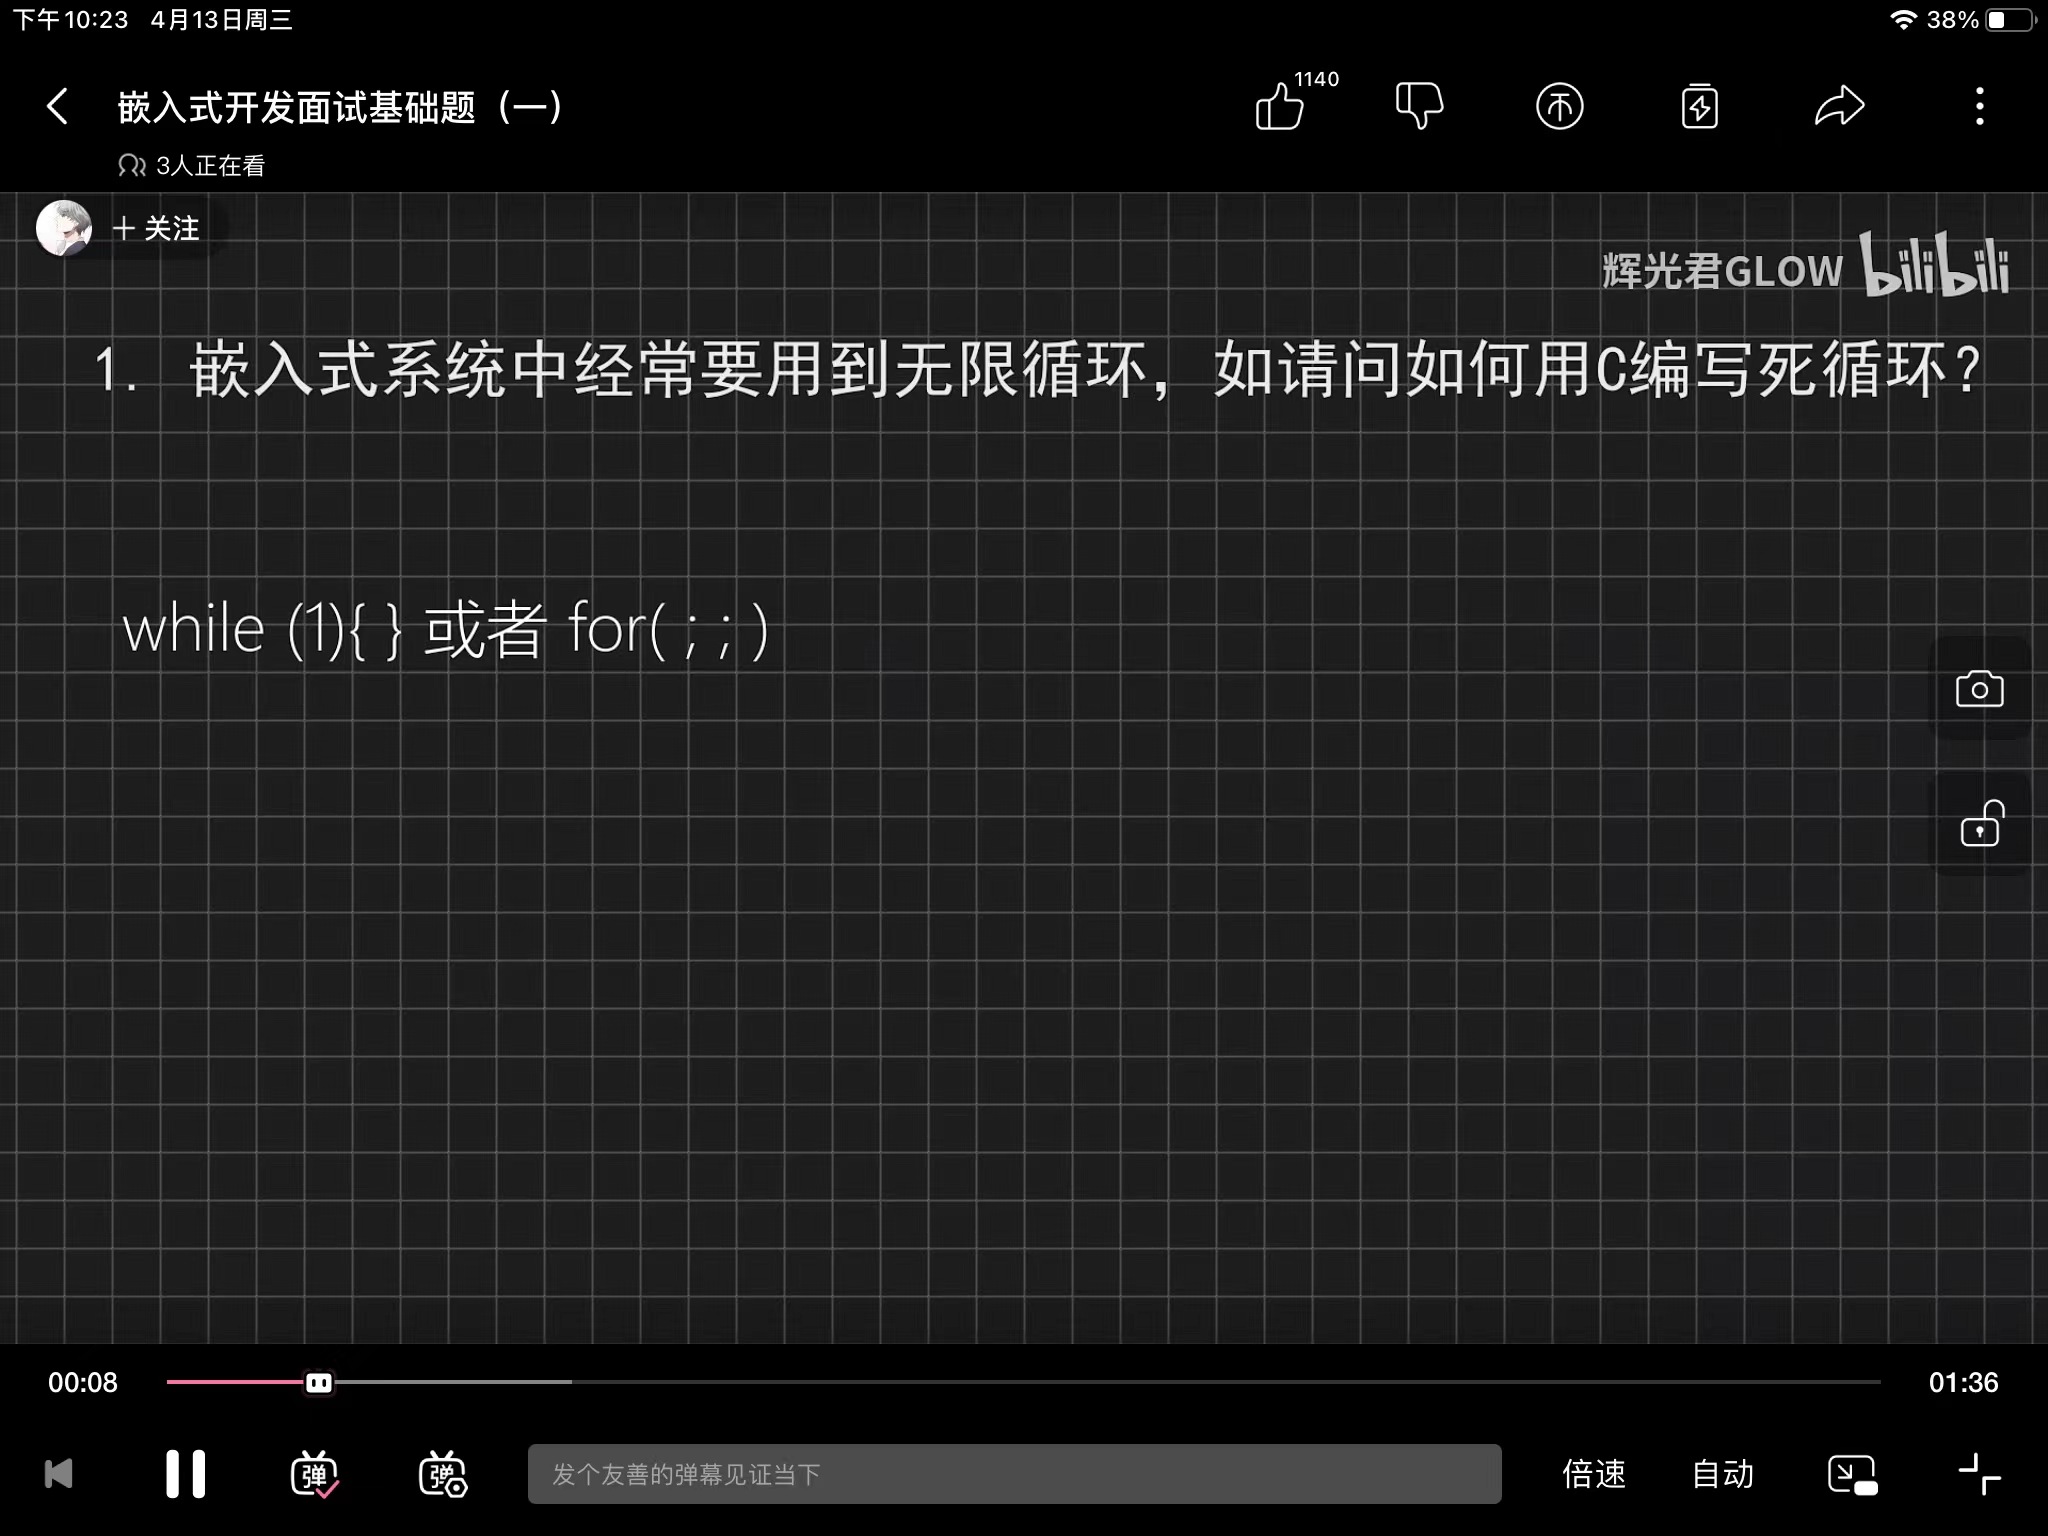 下午10:23 4月13日周三
38%
嵌入式开发面试基础题（一）
1140
3人正在看
＋ 关注
辉光君GLOW bilibili
1. 嵌入式系统中经常要用到无限循环，如请问如何用C编写死循环？
while (1){ } 或者 for( ; ; )
00:08
01:36
弹
弹
发个友善的弹幕见证当下
倍速
自动